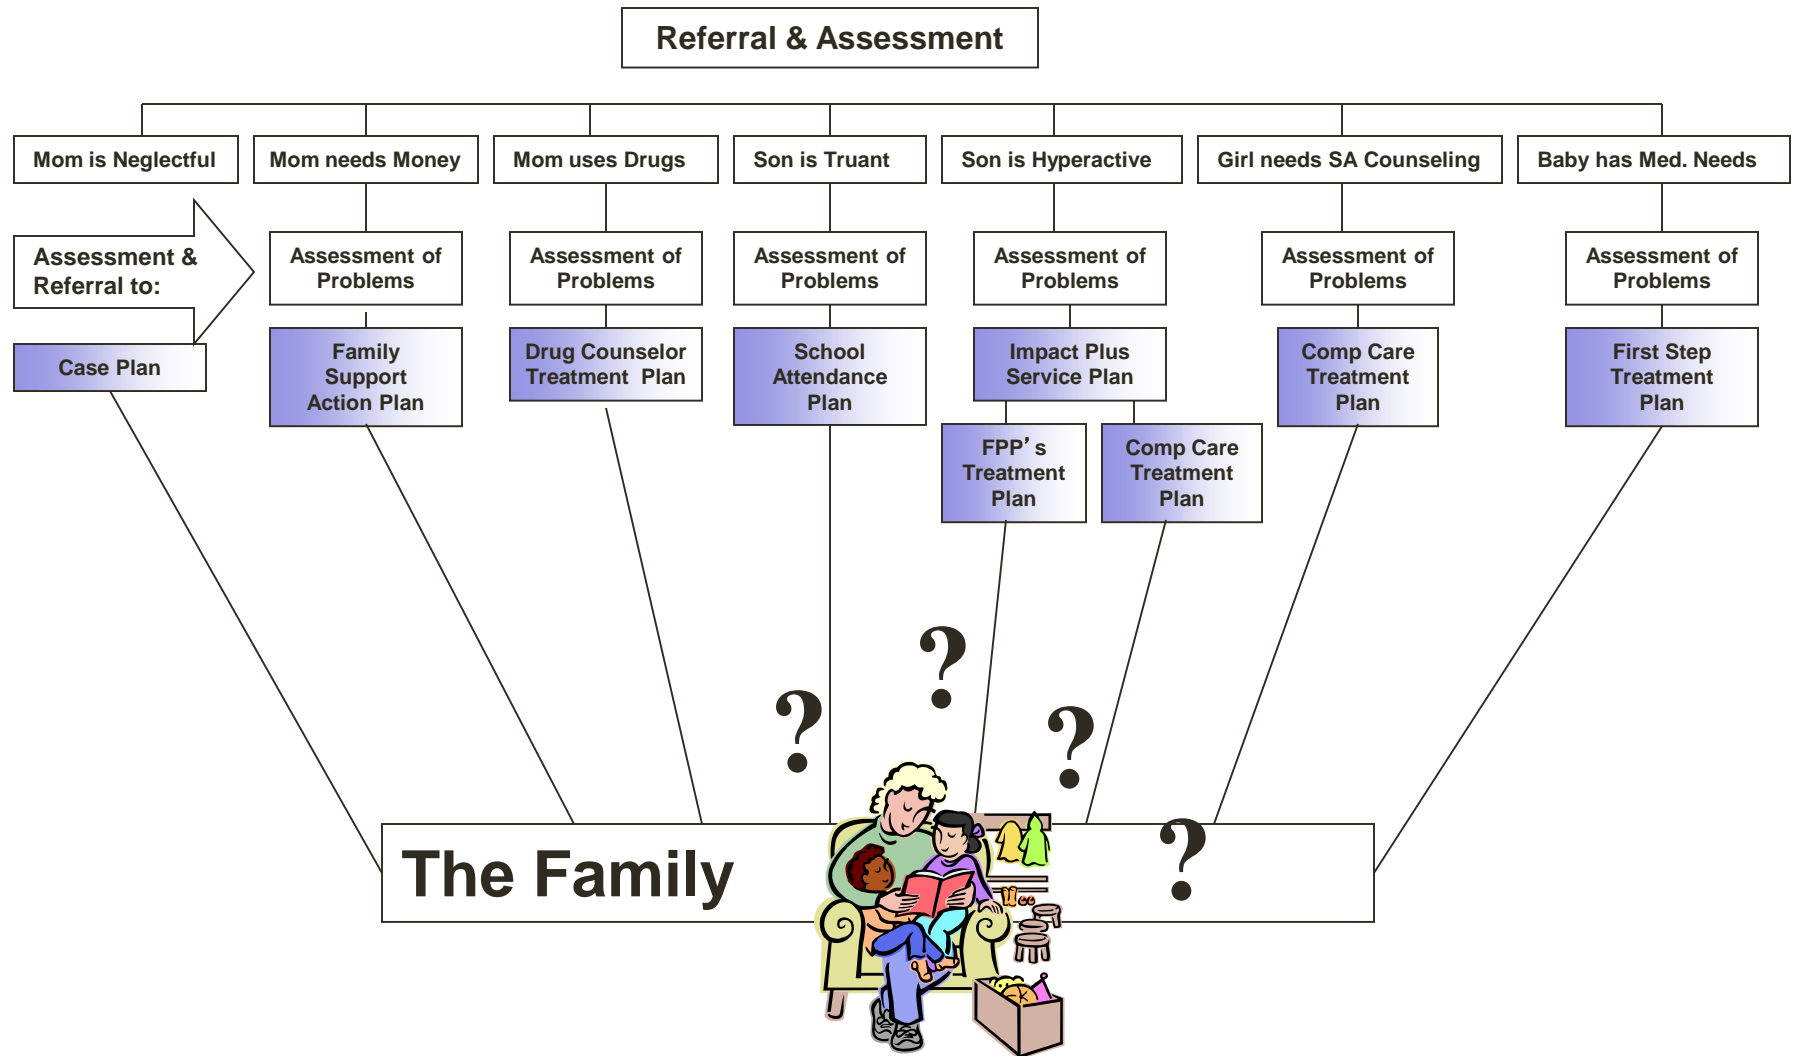 Referral & Assessment
Mom is Neglectful
Mom needs Money
Mom uses Drugs
Son is Truant
Son is Hyperactive
Girl needs SA Counseling
Baby has Med. Needs
Assessment &
Referral to:
Assessment of
Problems
Assessment of
Problems
Assessment of
Problems
Assessment of
Problems
Assessment of
Problems
Assessment of
Problems
Case Plan
Family
Support
Action Plan
Drug Counselor
Treatment Plan
School
Attendance
Plan
Impact Plus
Service Plan
Comp Care
Treatment
Plan
First Step
Treatment
Plan
FPP’s
Treatment
Plan
Comp Care
Treatment
Plan
?
?
?
?
The Family